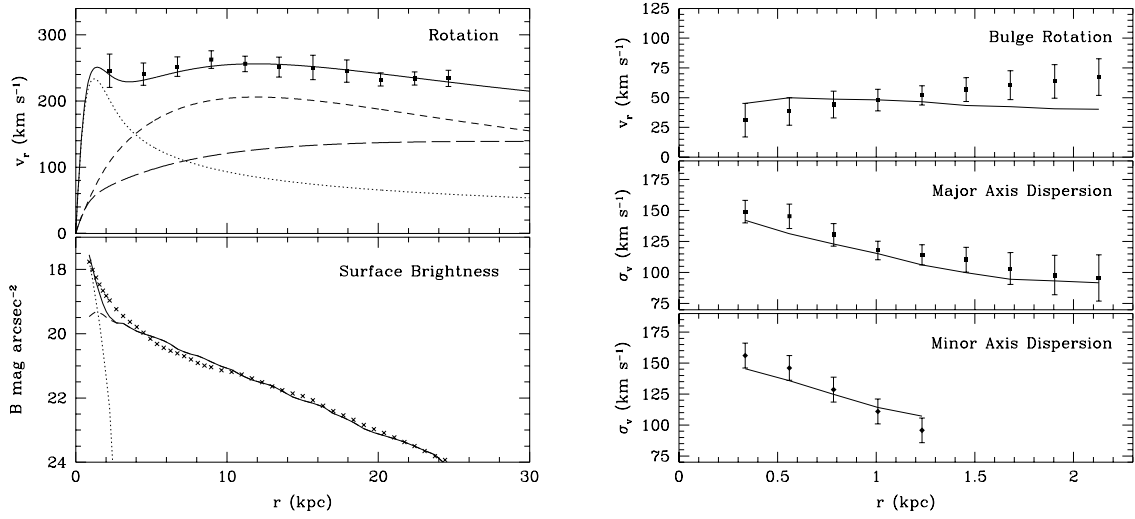 Rotation
300
200
100
0
v_r (km s⁻¹)
Surface Brightness
18
20
22
24
B mag arcsec⁻²
0
10
20
30
r (kpc)
Bulge Rotation
125
100
75
50
25
0
v_r (km s⁻¹)
Major Axis Dispersion
175
150
125
100
75
σ_v (km s⁻¹)
Minor Axis Dispersion
175
150
125
100
75
σ_v (km s⁻¹)
0
0.5
1
1.5
2
r (kpc)